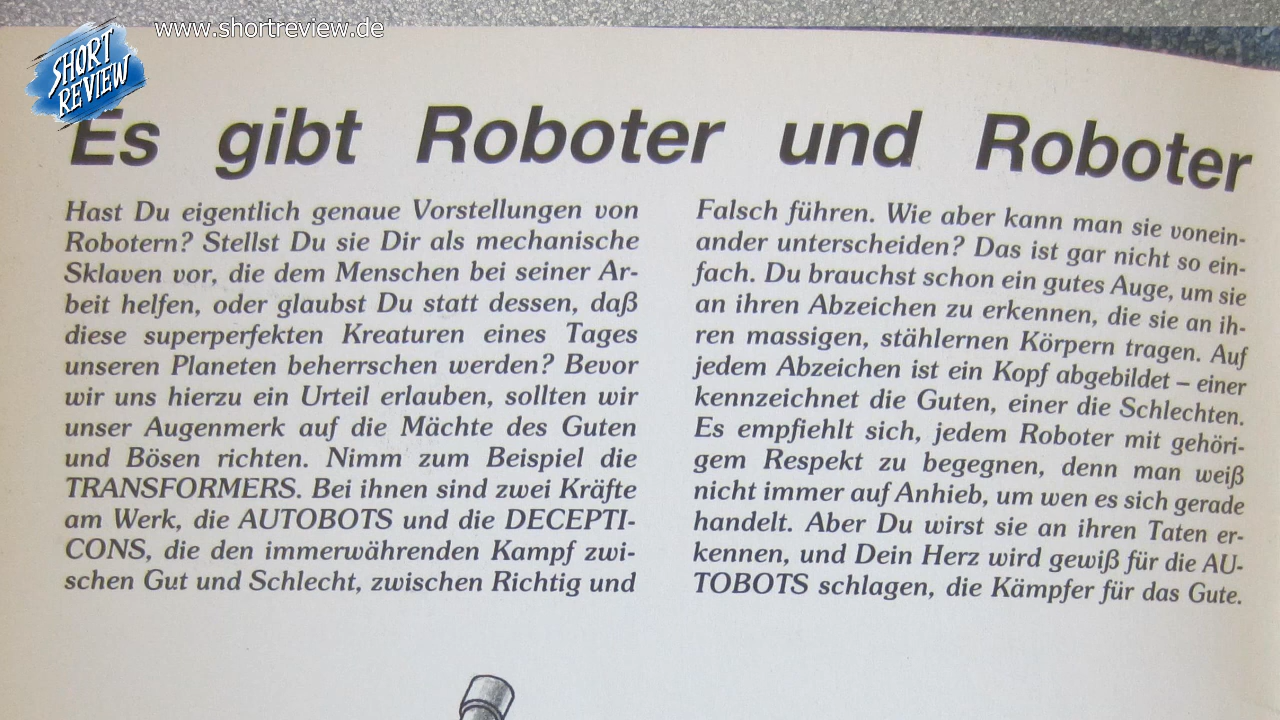 www.shortreview.de
SHORT
REVIEW
Es gibt Roboter und Roboter
Hast Du eigentlich genaue Vorstellungen von
Robotern? Stellst Du sie Dir als mechanische
Sklaven vor, die dem Menschen bei seiner Ar-
beit helfen, oder glaubst Du statt dessen, daß
diese superperfekten Kreaturen eines Tages
unseren Planeten beherrschen werden? Bevor
wir uns hierzu ein Urteil erlauben, sollten wir
unser Augenmerk auf die Mächte des Guten
und Bösen richten. Nimm zum Beispiel die
TRANSFORMERS. Bei ihnen sind zwei Kräfte
am Werk, die AUTOBOTS und die DECEPTI-
CONS, die den immerwährenden Kampf zwi-
schen Gut und Schlecht, zwischen Richtig und
Falsch führen. Wie aber kann man sie vonein-
ander unterscheiden? Das ist gar nicht so ein-
fach. Du brauchst schon ein gutes Auge, um sie
an ihren Abzeichen zu erkennen, die sie an ih-
ren massigen, stählernen Körpern tragen. Auf
jedem Abzeichen ist ein Kopf abgebildet – einer
kennzeichnet die Guten, einer die Schlechten.
Es empfiehlt sich, jedem Roboter mit gehöri-
gem Respekt zu begegnen, denn man weiß
nicht immer auf Anhieb, um wen es sich gerade
handelt. Aber Du wirst sie an ihren Taten er-
kennen, und Dein Herz wird gewiß für die AU-
TOBOTS schlagen, die Kämpfer für das Gute.